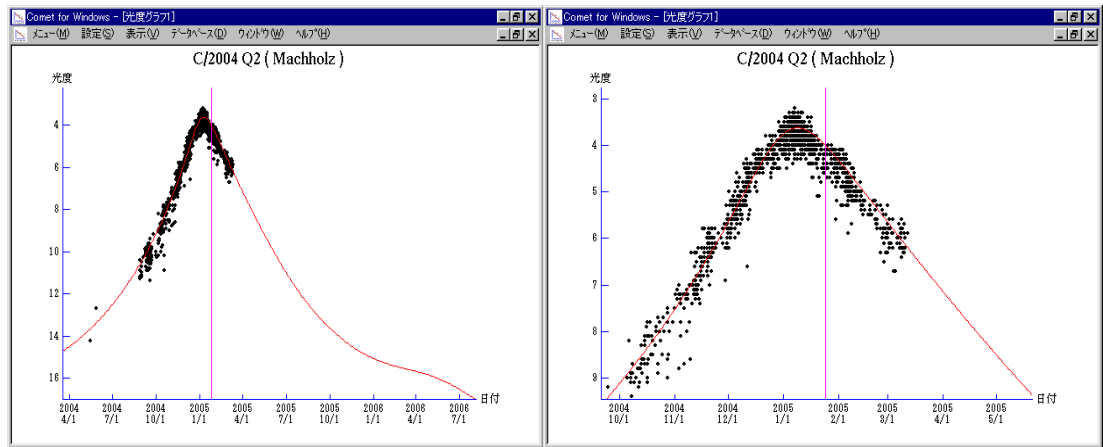 Comet for Windows - [光度グラフ1]
メニュー(M) 設定(S) 表示(V) データベース(D) ウィンドウ(W) ヘルプ(H)
C/2004 Q2 ( Machholz )
光度
4
6
8
10
12
14
16
2004 2004 2004 2005 2005 2005 2005 2006 2006 2006 日付
4/1 7/1 10/1 1/1 4/1 7/1 10/1 1/1 4/1 7/1
Comet for Windows - [光度グラフ1]
メニュー(M) 設定(S) 表示(V) データベース(D) ウィンドウ(W) ヘルプ(H)
C/2004 Q2 ( Machholz )
光度
3
4
5
6
7
8
9
2004 2004 2004 2005 2005 2005 2005 2005 日付
10/1 11/1 12/1 1/1 2/1 3/1 4/1 5/1